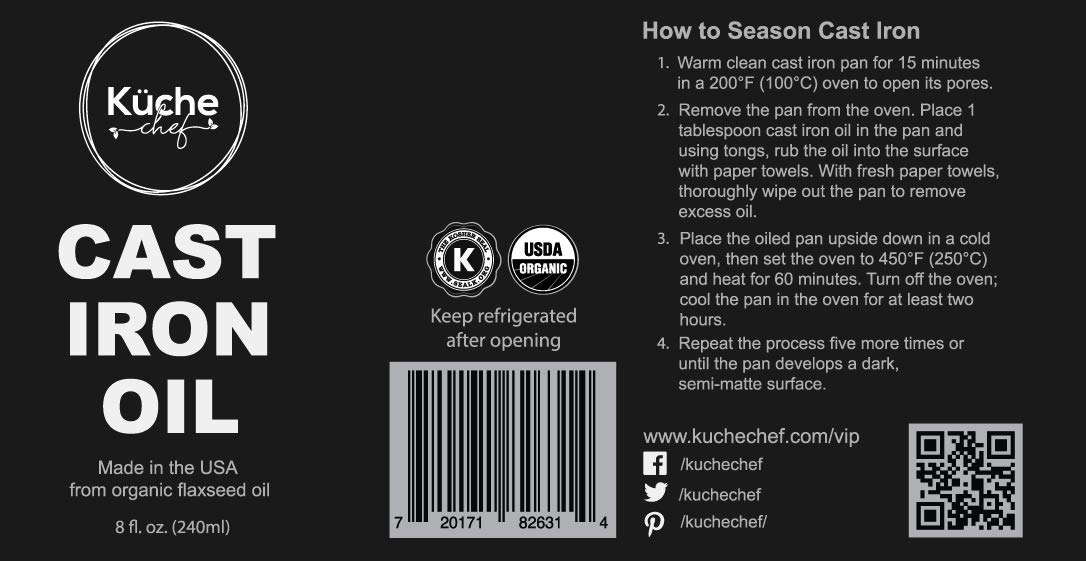 Küche
chef
CAST
IRON
OIL
Made in the USA
from organic flaxseed oil
8 fl. oz. (240ml)
THE KOSHER SEAL
K
USDA
ORGANIC
Keep refrigerated
after opening
7 20171 82631 4
How to Season Cast Iron
1. Warm clean cast iron pan for 15 minutes
in a 200°F (100°C) oven to open its pores.
2. Remove the pan from the oven. Place 1
tablespoon cast iron oil in the pan and
using tongs, rub the oil into the surface
with paper towels. With fresh paper towels,
thoroughly wipe out the pan to remove
excess oil.
3. Place the oiled pan upside down in a cold
oven, then set the oven to 450°F (250°C)
and heat for 60 minutes. Turn off the oven;
cool the pan in the oven for at least two
hours.
4. Repeat the process five more times or
until the pan develops a dark,
semi-matte surface.
www.kuchechef.com/vip
/kuchechef
/kuchechef
/kuchechef/